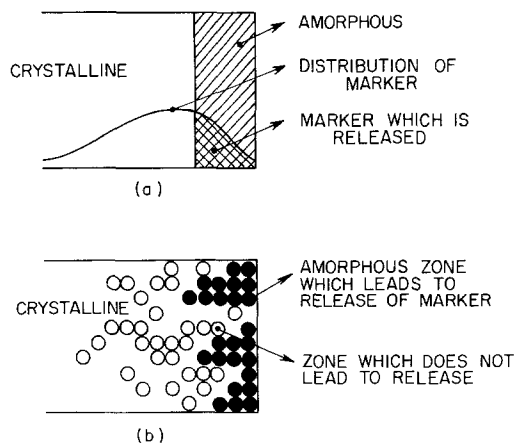 AMORPHOUS
CRYSTALLINE
DISTRIBUTION OF
MARKER
MARKER WHICH IS
RELEASED
(a)
AMORPHOUS ZONE
WHICH LEADS TO
RELEASE OF MARKER
CRYSTALLINE
ZONE WHICH DOES NOT
LEAD TO RELEASE
(b)